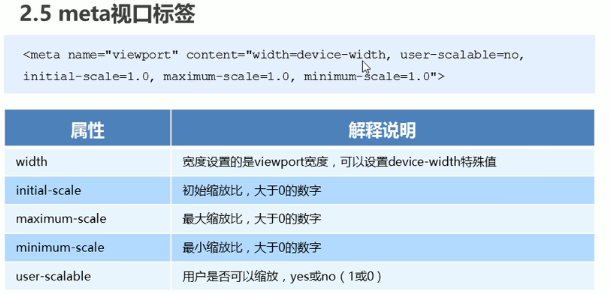 2.5 meta视口标签
<meta name="viewport" content="width=device-width, user-scalable=no,
initial-scale=1.0, maximum-scale=1.0, minimum-scale=1.0">
属性 解释说明
width 宽度设置的是viewport宽度，可以设置device-width特殊值
initial-scale 初始缩放比，大于0的数字
maximum-scale 最大缩放比，大于0的数字
minimum-scale 最小缩放比，大于0的数字
user-scalable 用户是否可以缩放，yes或no（1或0）